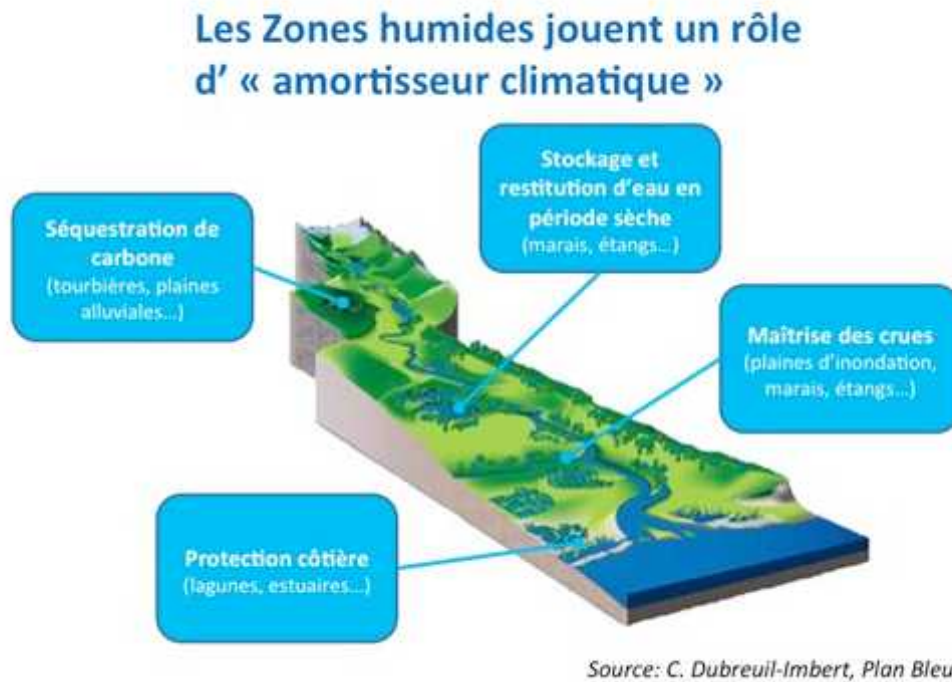 Les Zones humides jouent un rôle
d' « amortisseur climatique »
Stockage et
restitution d'eau en
période sèche
(marais, étangs...)
Séquestration de
carbone
(tourbières, plaines
alluviales...)
Maîtrise des crues
(plaines d'inondation,
marais, étangs...)
Protection côtière
(lagunes, estuaires...)
Source: C. Dubreuil-Imbert, Plan Bleu